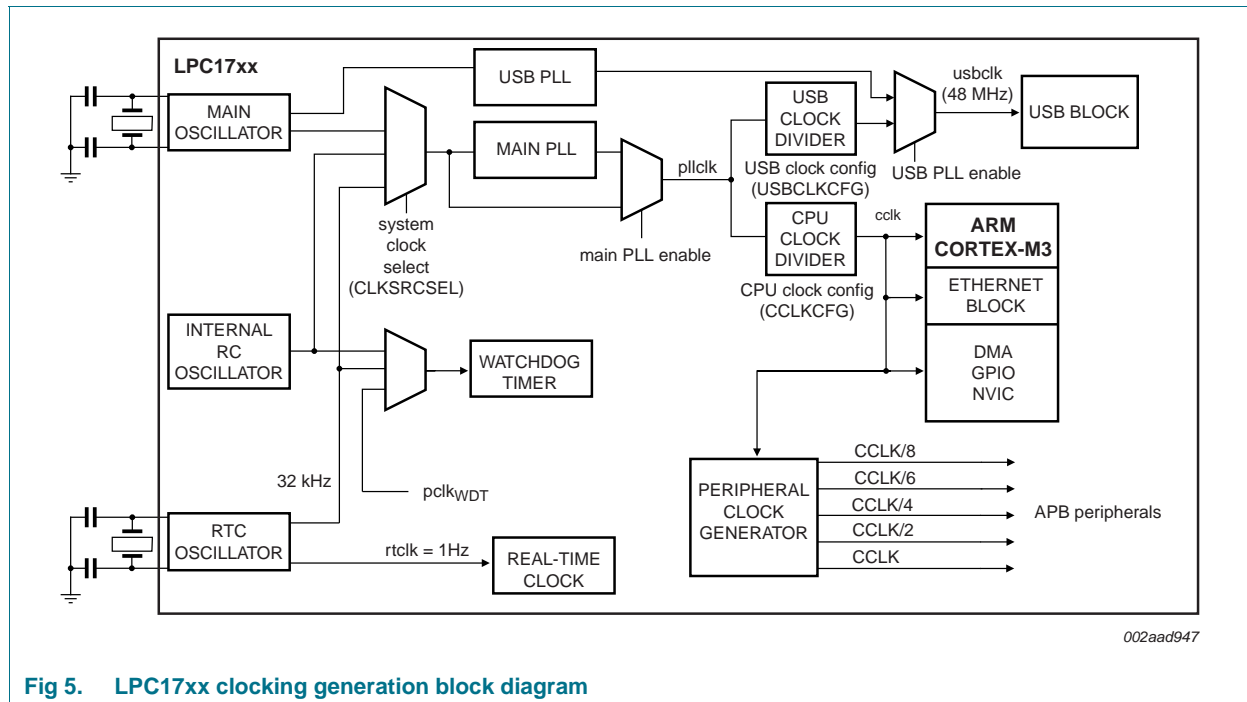 LPC17xx
MAIN
OSCILLATOR
USB PLL
MAIN PLL
system
clock
select
(CLKSRCSEL)
main PLL enable
pllclk
USB
CLOCK
DIVIDER
USB clock config
(USBCLKCFG)
usbclk
(48 MHz)
USB BLOCK
USB PLL enable
CPU
CLOCK
DIVIDER
CPU clock config
(CCLKCFG)
cclk
ARM
CORTEX-M3
ETHERNET
BLOCK
DMA
GPIO
NVIC
INTERNAL
RC
OSCILLATOR
WATCHDOG
TIMER
32 kHz
pclkWDT
RTC
OSCILLATOR
rtclk = 1Hz
REAL-TIME
CLOCK
PERIPHERAL
CLOCK
GENERATOR
CCLK/8
CCLK/6
CCLK/4
CCLK/2
CCLK
APB peripherals
002aad947
Fig 5. LPC17xx clocking generation block diagram